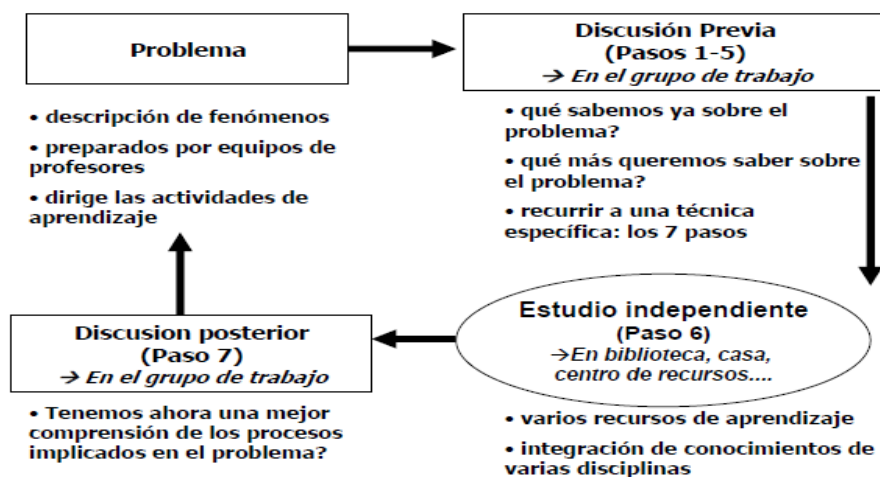 Problema
• descripción de fenómenos
• preparados por equipos de
profesores
• dirige las actividades de
aprendizaje
Discusión Previa
(Pasos 1-5)
→ En el grupo de trabajo
• qué sabemos ya sobre el
problema?
• qué más queremos saber sobre
el problema?
• recurrir a una técnica
específica: los 7 pasos
Estudio independiente
(Paso 6)
→En biblioteca, casa,
centro de recursos....
• varios recursos de aprendizaje
• integración de conocimientos de
varias disciplinas
Discusion posterior
(Paso 7)
→ En el grupo de trabajo
• Tenemos ahora una mejor
comprensión de los procesos
implicados en el problema?